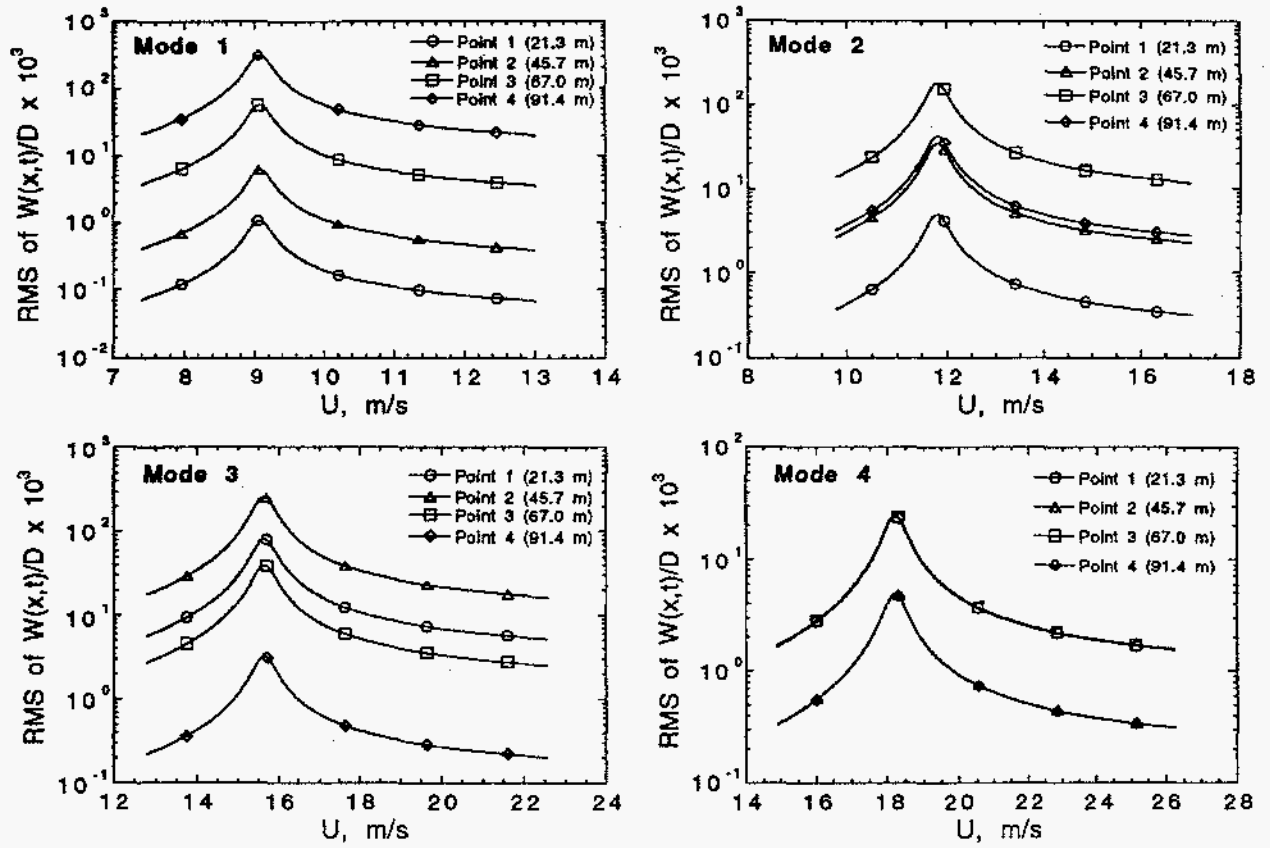 Mode 1
Point 1 (21.3 m)
Point 2 (45.7 m)
Point 3 (67.0 m)
Point 4 (91.4 m)
RMS of W(x,t)/D x 10³
10³
10²
10¹
10⁰
10⁻¹
10⁻²
7 8 9 10 11 12 13 14
U, m/s
Mode 2
Point 1 (21.3 m)
Point 2 (45.7 m)
Point 3 (67.0 m)
Point 4 (91.4 m)
RMS of W(x,t)/D x 10³
10³
10²
10¹
10⁰
10⁻¹
8 10 12 14 16 18
U, m/s
Mode 3
Point 1 (21.3 m)
Point 2 (45.7 m)
Point 3 (67.0 m)
Point 4 (91.4 m)
RMS of W(x,t)/D x 10³
10³
10²
10¹
10⁰
10⁻¹
12 14 16 18 20 22 24
U, m/s
Mode 4
Point 1 (21.3 m)
Point 2 (45.7 m)
Point 3 (67.0 m)
Point 4 (91.4 m)
RMS of W(x,t)/D x 10³
10²
10¹
10⁰
10⁻¹
14 16 18 20 22 24 26 28
U, m/s